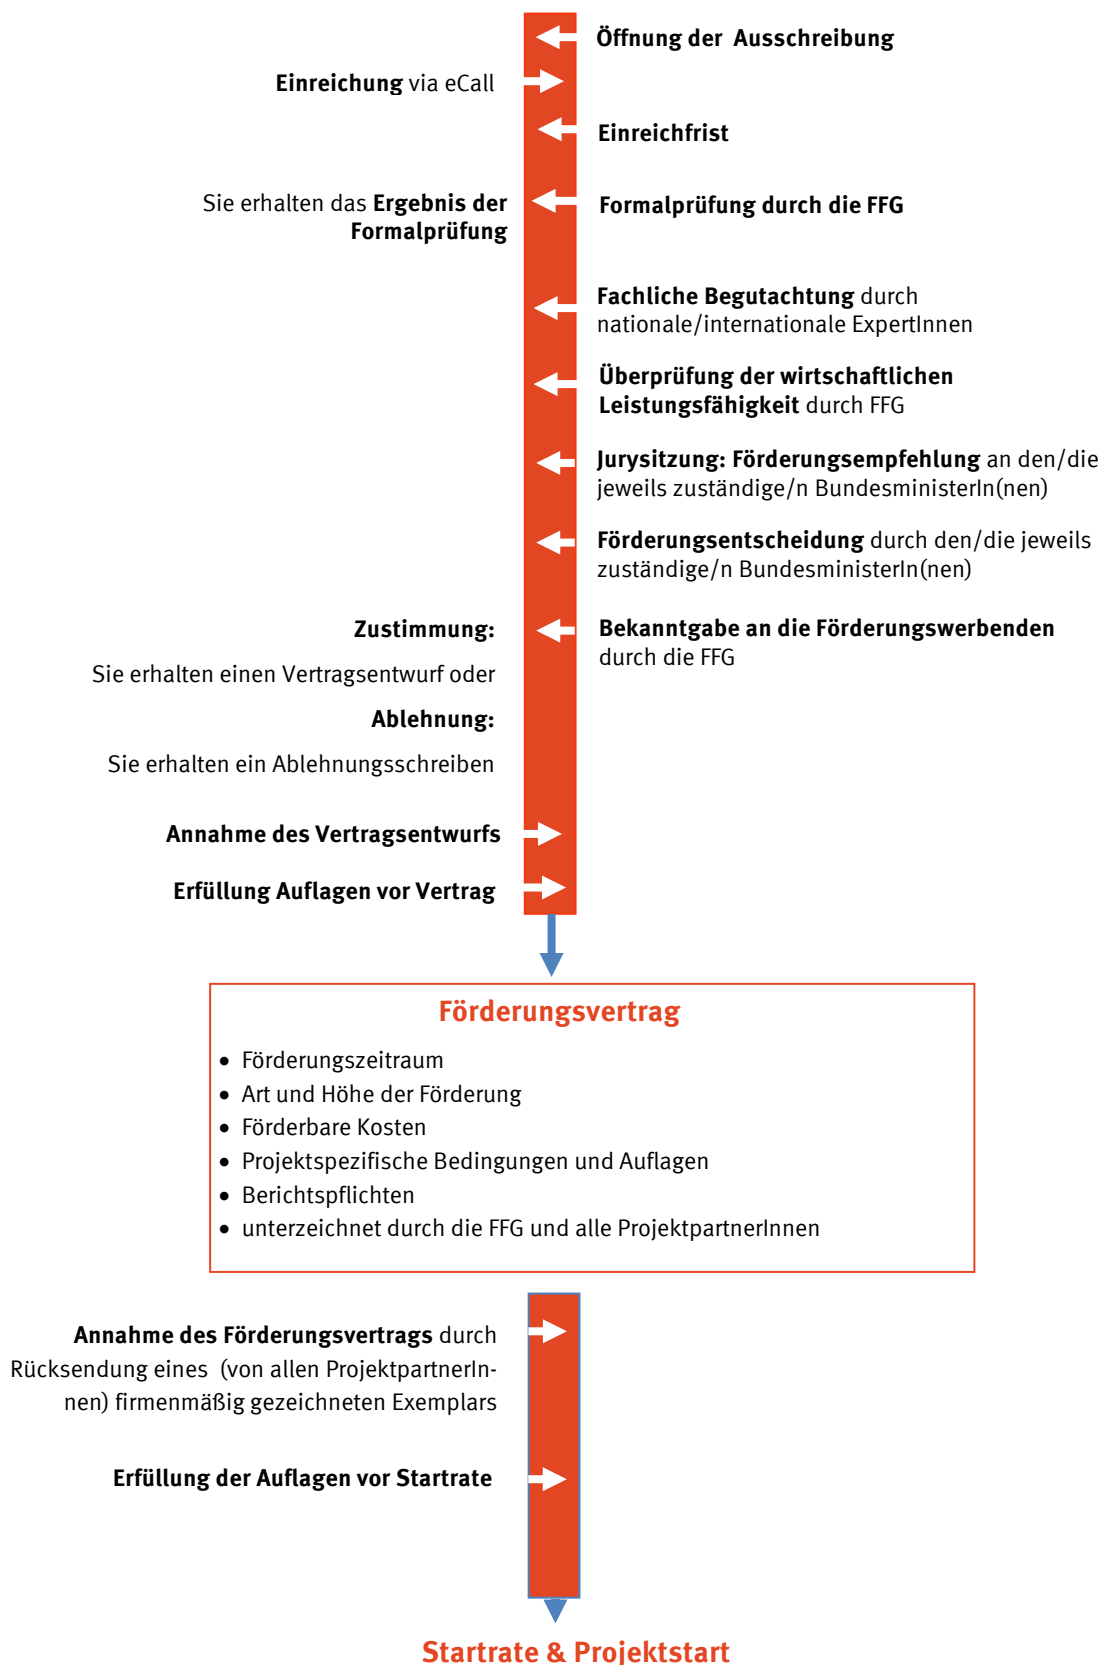 Öffnung der Ausschreibung
Einreichung via eCall
Einreichfrist
Sie erhalten das Ergebnis der
Formalprüfung
Formalprüfung durch die FFG
Fachliche Begutachtung durch
nationale/internationale ExpertInnen
Überprüfung der wirtschaftlichen
Leistungsfähigkeit durch FFG
Jurysitzung: Förderungsempfehlung an den/die
jeweils zuständige/n BundesministerIn(nen)
Förderungsentscheidung durch den/die jeweils
zuständige/n BundesministerIn(nen)
Bekanntgabe an die Förderungswerbenden
durch die FFG
Zustimmung:
Sie erhalten einen Vertragsentwurf oder
Ablehnung:
Sie erhalten ein Ablehnungsschreiben
Annahme des Vertragsentwurfs
Erfüllung Auflagen vor Vertrag
Förderungsvertrag
• Förderungszeitraum
• Art und Höhe der Förderung
• Förderbare Kosten
• Projektspezifische Bedingungen und Auflagen
• Berichtspflichten
• unterzeichnet durch die FFG und alle ProjektpartnerInnen
Annahme des Förderungsvertrags durch
Rücksendung eines (von allen ProjektpartnerIn-
nen) firmenmäßig gezeichneten Exemplars
Erfüllung der Auflagen vor Startrate
Startrate & Projektstart